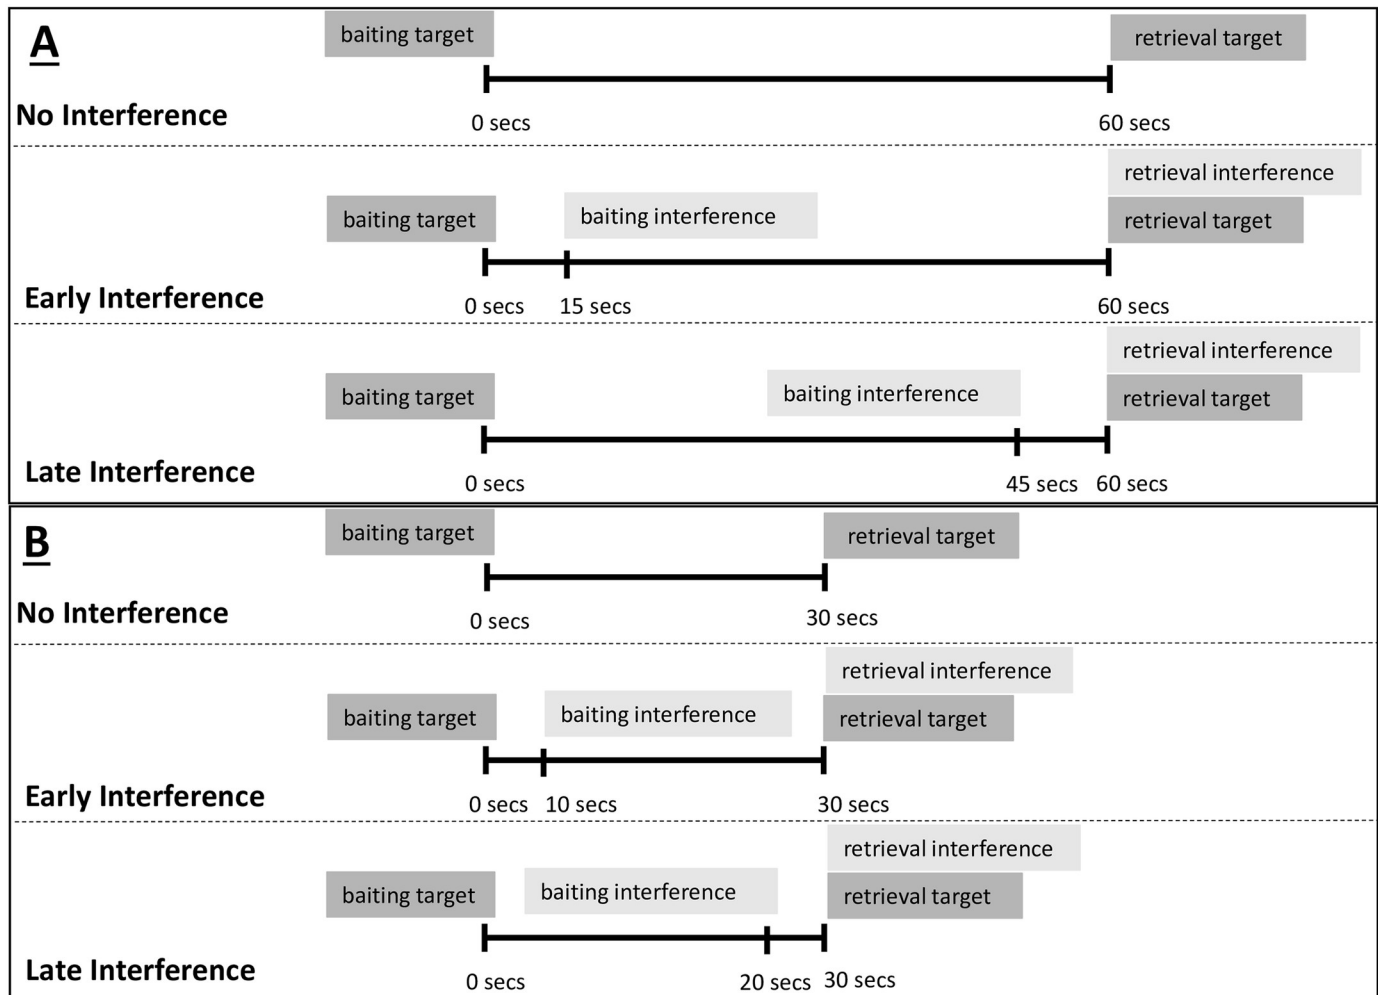 A
baiting target
retrieval target
No Interference
0 secs
60 secs
retrieval interference
baiting target
baiting interference
retrieval target
Early Interference
0 secs
15 secs
60 secs
retrieval interference
baiting target
baiting interference
retrieval target
Late Interference
0 secs
45 secs
60 secs
B
baiting target
retrieval target
No Interference
0 secs
30 secs
retrieval interference
baiting target
baiting interference
retrieval target
Early Interference
0 secs
10 secs
30 secs
retrieval interference
baiting target
baiting interference
retrieval target
Late Interference
0 secs
20 secs
30 secs